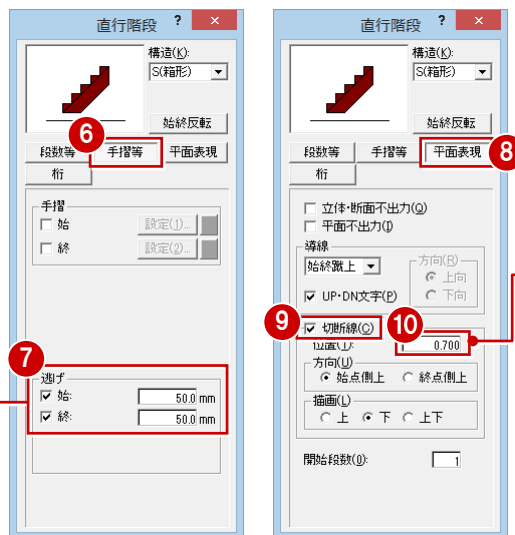 直行階段 ? ×
構造(K):
S(箱形)
始終反転
6
段数等 手摺等 平面表現
桁
手摺
始 設定(1)...
終 設定(2)...
7
逃げ
始: 50.0 mm
終: 50.0 mm
直行階段 ? ×
構造(K):
S(箱形)
始終反転
段数等 手摺等 平面表現 8
桁
立体・断面不出力(O)
平面不出力(I)
導線
始終蹴上
方向(R)
上向
UP・DN文字(P) 下向
9 切断線(C) 10
位置(T): 0.700
方向(U)
始点側上 終点側上
描画(L)
上 下 上下
開始段数(0): 1